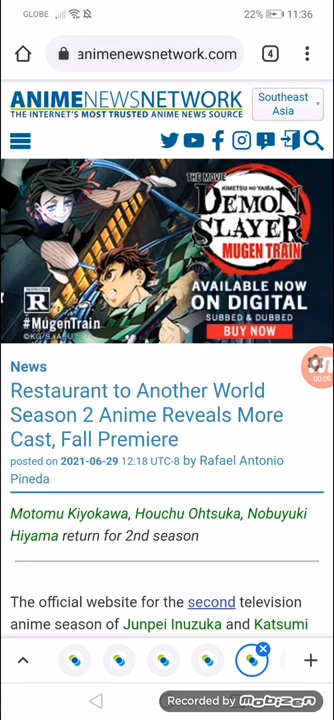 GLOBE 22% 11:36
animenewsnetwork.com 4
ANIMENEWSNETWORK
THE INTERNET'S MOST TRUSTED ANIME NEWS SOURCE
Southeast
Asia
THE MOVIE
KIMETSU NO YAIBA
DEMON
SLAYER
MUGEN TRAIN
AVAILABLE NOW
ON DIGITAL
SUBBED & DUBBED
BUY NOW
R
#MugenTrain
00:09
News
Restaurant to Another World
Season 2 Anime Reveals More
Cast, Fall Premiere
posted on 2021-06-29 12:18 UTC-8 by Rafael Antonio
Pineda
Motomu Kiyokawa, Houchu Ohtsuka, Nobuyuki
Hiyama return for 2nd season
The official website for the second television
anime season of Junpei Inuzuka and Katsumi
Recorded by Mobizen